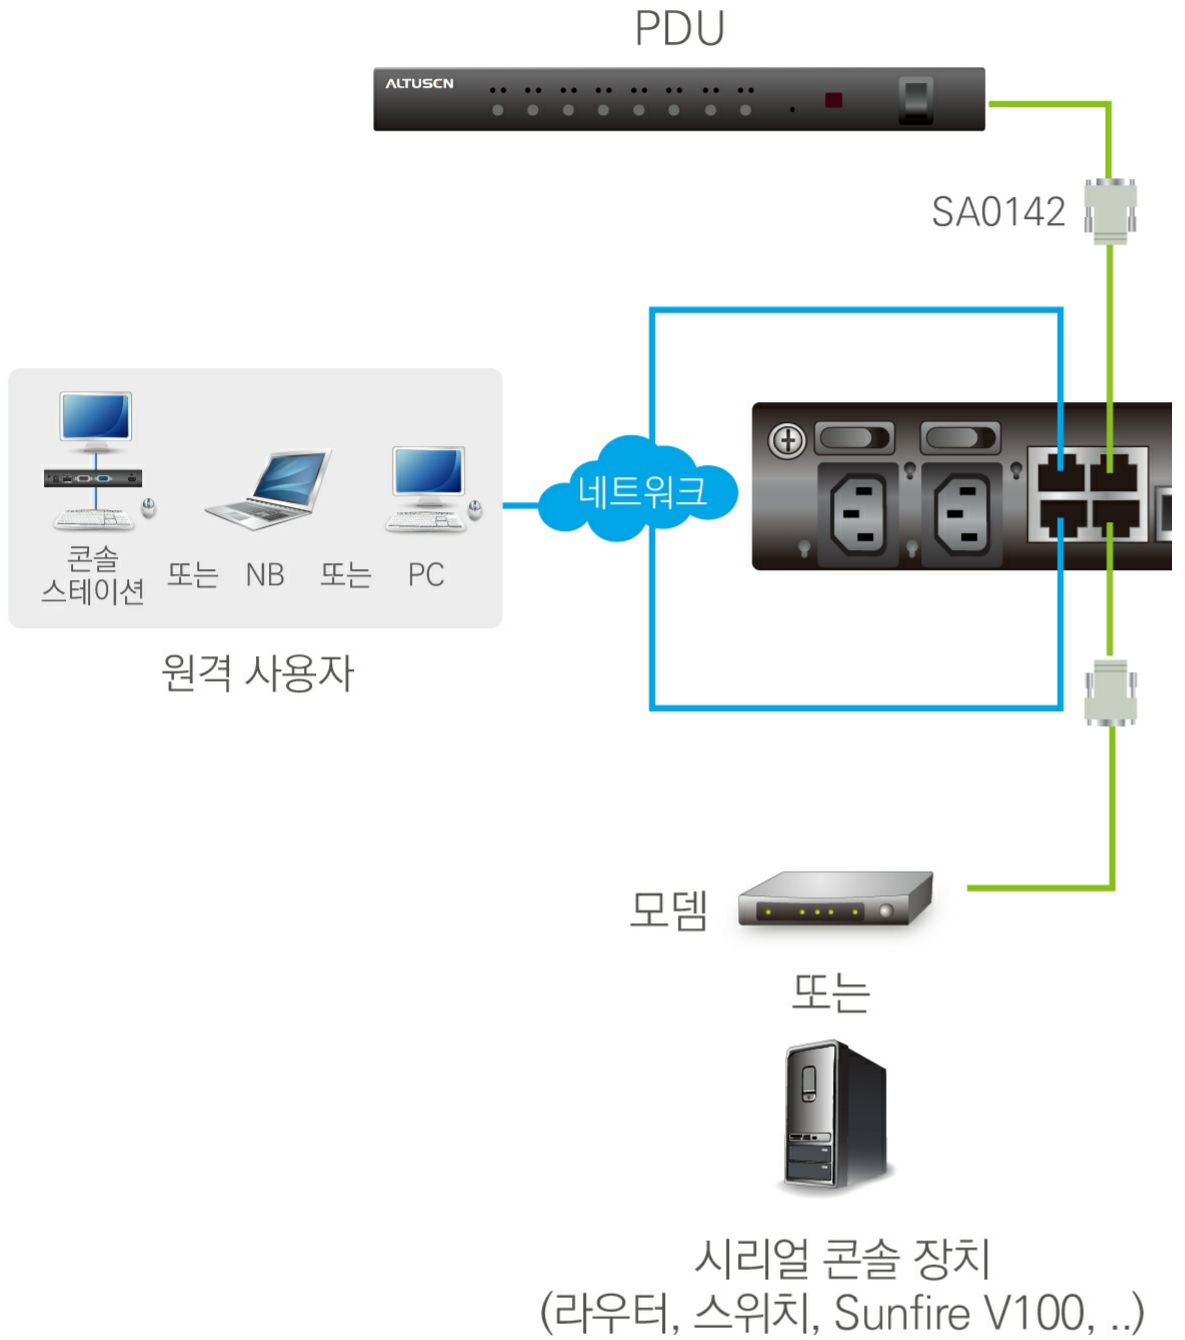 PDU
ALTUSCN
SA0142
네트워크
콘솔
스테이션
또는
NB
또는
PC
원격 사용자
모뎀
또는
시리얼 콘솔 장치
(라우터, 스위치, Sunfire V100, ..)